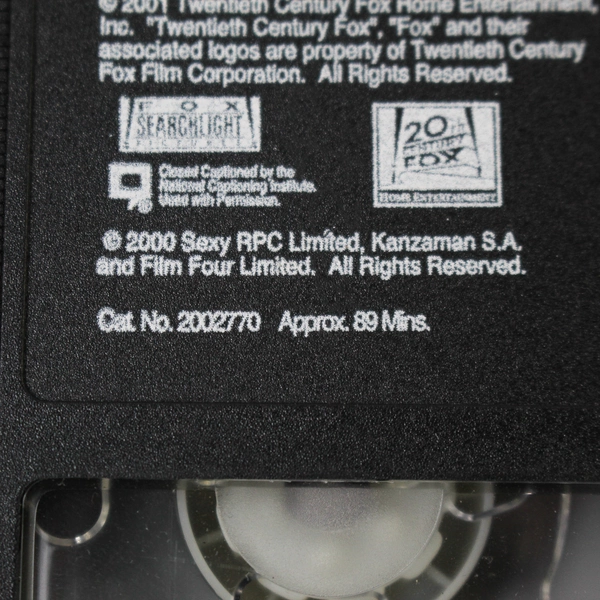 © 2001 Twentieth Century Fox Home Entertainment,
Inc. "Twentieth Century Fox", "Fox" and their
associated logos are property of Twentieth Century
Fox Film Corporation. All Rights Reserved.
FOX
SEARCHLIGHT
PICTURES
20th
CENTURY
FOX
HOME ENTERTAINMENT
Closed Captioned by the
National Captioning Institute.
Used with Permission.
© 2000 Sexy RPC Limited, Kanzaman S.A.
and Film Four Limited. All Rights Reserved.
Cat. No. 2002770 Approx. 89 Mins.